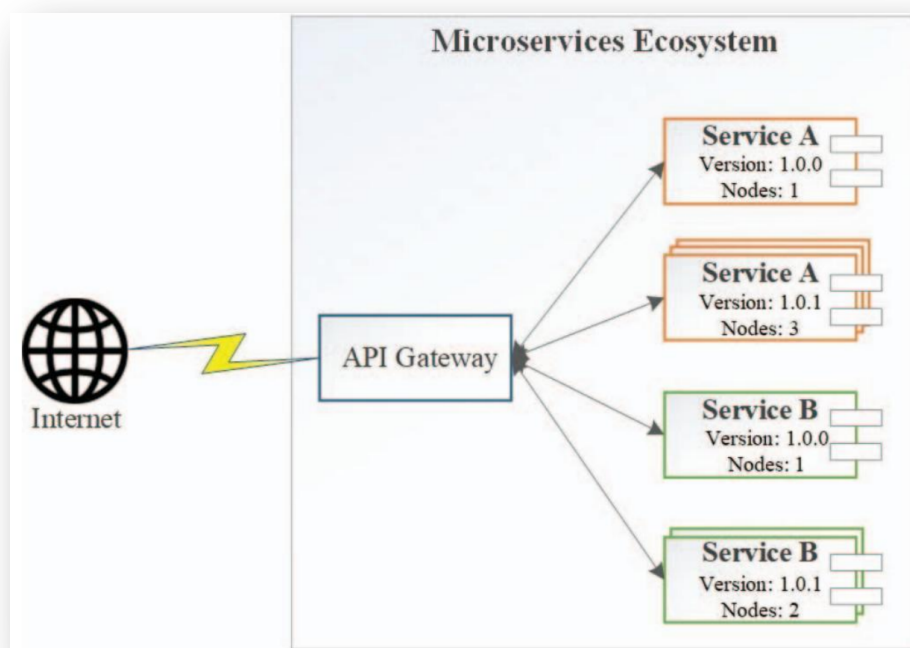 Microservices Ecosystem
Service A
Version: 1.0.0
Nodes: 1
Service A
Version: 1.0.1
Nodes: 3
API Gateway
Internet
Service B
Version: 1.0.0
Nodes: 1
Service B
Version: 1.0.1
Nodes: 2